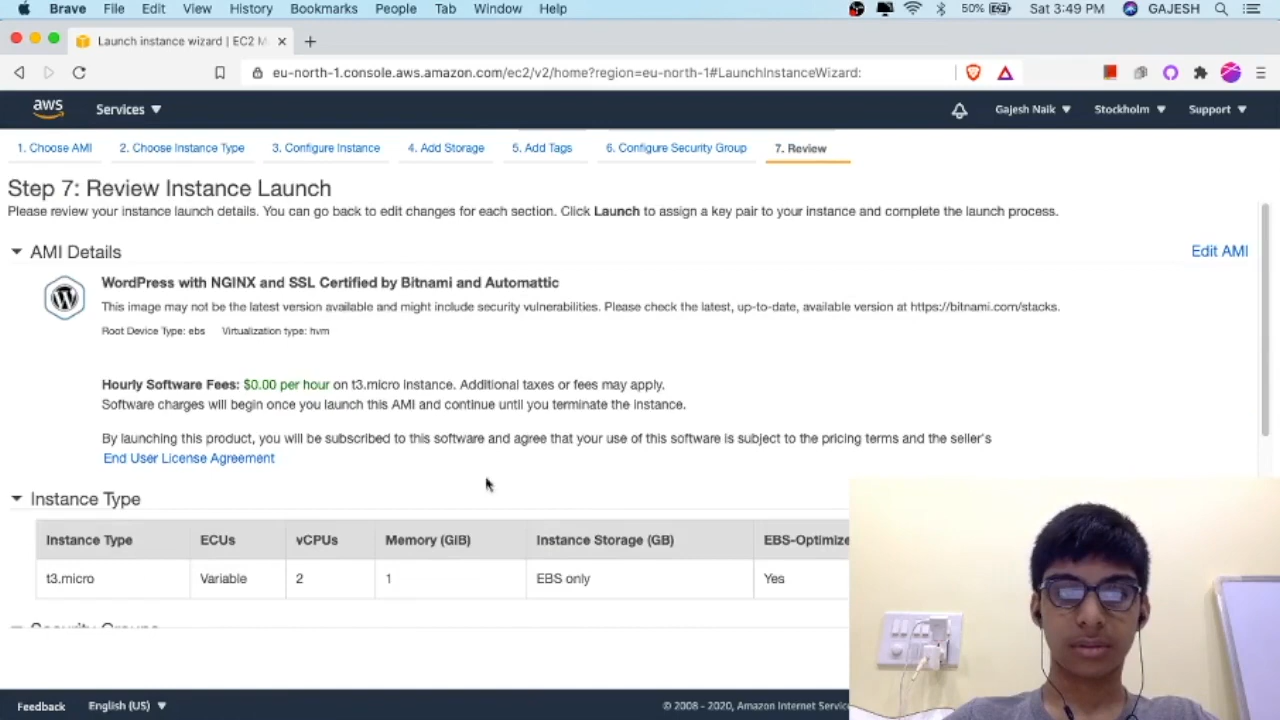 Brave File Edit View History Bookmarks People Tab Window Help 50% Sat 3:49 PM GAJESH
Launch instance wizard | EC2 M
eu-north-1.console.aws.amazon.com/ec2/v2/home?region=eu-north-1#LaunchInstanceWizard:
aws Services Gajesh Naik Stockholm Support
1. Choose AMI 2. Choose Instance Type 3. Configure Instance 4. Add Storage 5. Add Tags 6. Configure Security Group 7. Review
Step 7: Review Instance Launch
Please review your instance launch details. You can go back to edit changes for each section. Click Launch to assign a key pair to your instance and complete the launch process.
AMI Details Edit AMI
WordPress with NGINX and SSL Certified by Bitnami and Automattic
This image may not be the latest version available and might include security vulnerabilities. Please check the latest, up-to-date, available version at https://bitnami.com/stacks.
Root Device Type: ebs Virtualization type: hvm
Hourly Software Fees: $0.00 per hour on t3.micro instance. Additional taxes or fees may apply.
Software charges will begin once you launch this AMI and continue until you terminate the instance.
By launching this product, you will be subscribed to this software and agree that your use of this software is subject to the pricing terms and the seller's
End User License Agreement
Instance Type
Instance Type ECUs vCPUs Memory (GiB) Instance Storage (GB) EBS-Optimize
t3.micro Variable 2 1 EBS only Yes
Security Groups
Feedback English (US) © 2008 - 2020, Amazon Internet Servic